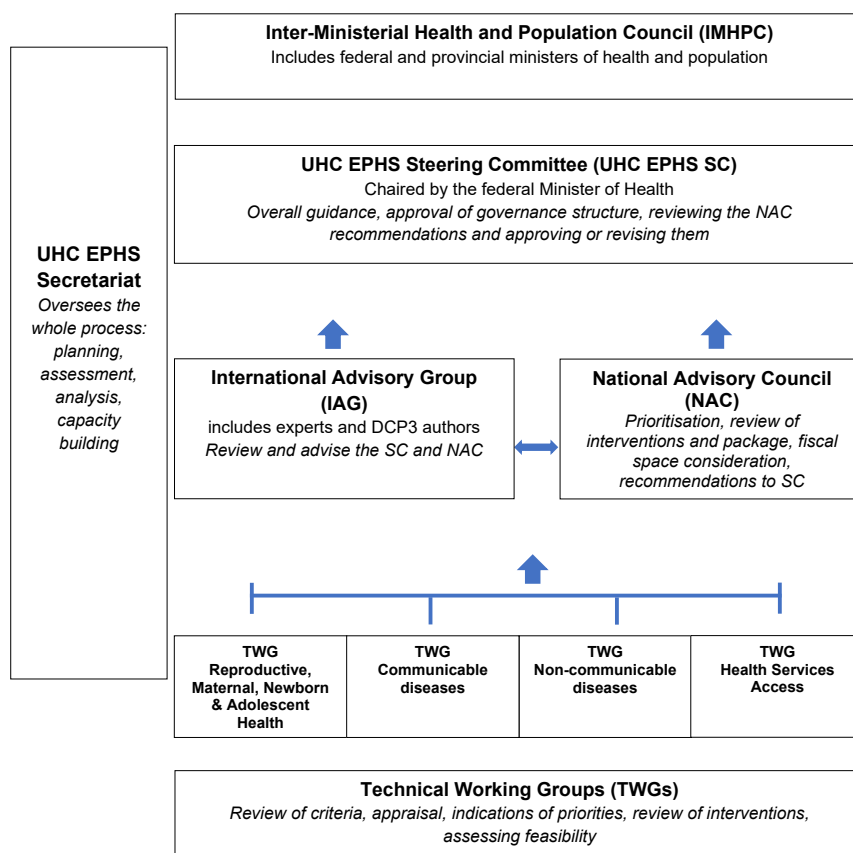 Inter-Ministerial Health and Population Council (IMHPC)
Includes federal and provincial ministers of health and population
UHC EPHS Steering Committee (UHC EPHS SC)
Chaired by the federal Minister of Health
Overall guidance, approval of governance structure, reviewing the NAC
recommendations and approving or revising them
UHC EPHS
Secretariat
Oversees the
whole process:
planning,
assessment,
analysis,
capacity
building
International Advisory Group
(IAG)
includes experts and DCP3 authors
Review and advise the SC and NAC
National Advisory Council
(NAC)
Prioritisation, review of
interventions and package, fiscal
space consideration,
recommendations to SC
TWG
Reproductive,
Maternal, Newborn
& Adolescent
Health
TWG
Communicable
diseases
TWG
Non-communicable
diseases
TWG
Health Services
Access
Technical Working Groups (TWGs)
Review of criteria, appraisal, indications of priorities, review of interventions,
assessing feasibility